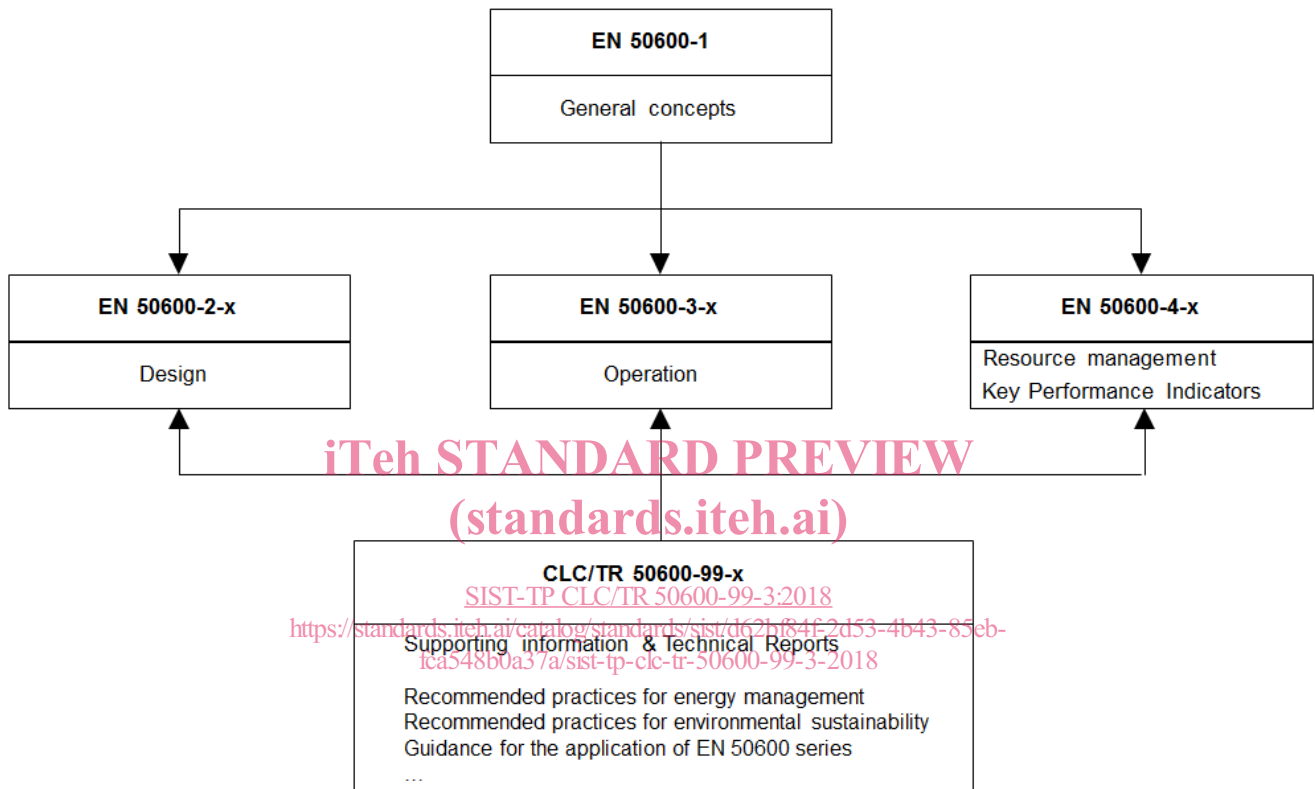 EN 50600-1
General concepts
EN 50600-2-x
Design
EN 50600-3-x
Operation
EN 50600-4-x
Resource management
Key Performance Indicators
iTeh STANDARD PREVIEW
(standards.iteh.ai)
CLC/TR 50600-99-x
SIST-TP CLC/TR 50600-99-3:2018
https://standards.iteh.ai/catalog/standards/sist/d62bf84f-2d53-4b43-85eb-
Supporting information & Technical Reports
fca548b0a37a/sist-tp-clc-tr-50600-99-3-2018
Recommended practices for energy management
Recommended practices for environmental sustainability
Guidance for the application of EN 50600 series
...